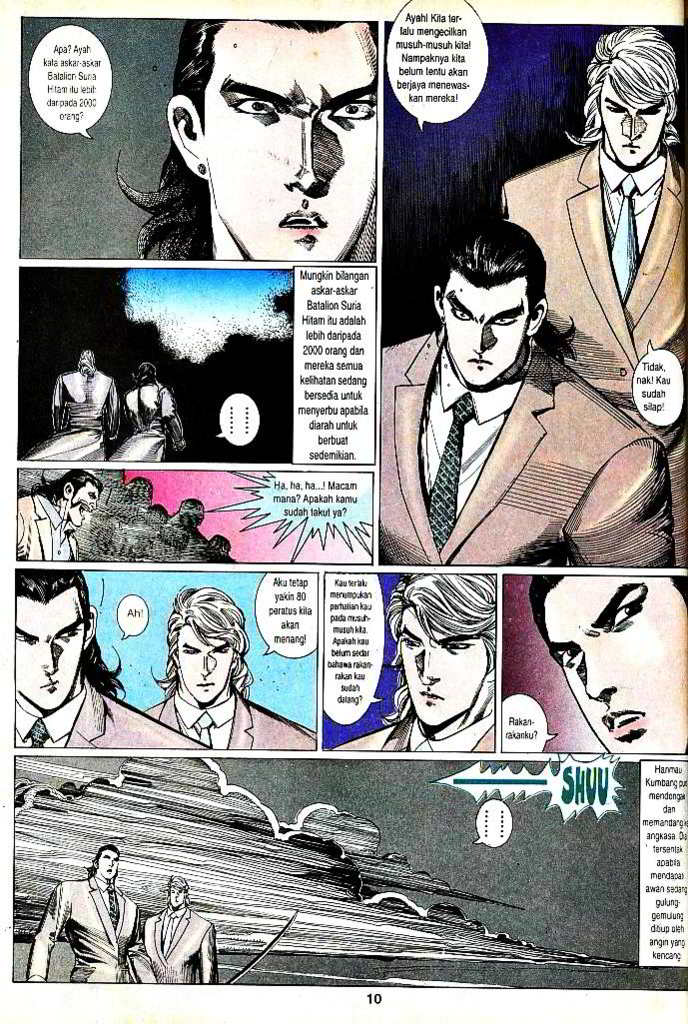 Apa? Ayah
kata askar-askar
Batalion Suria
Hitam itu lebih
daripada 2000
orang?
Ayah! Kita ter-
lalu mengecilkan
musuh-musuh kita!
Nampaknya kita
belum tentu akan
berjaya menewas-
kan mereka!
Tidak,
nak! Kau
sudah
silap!
Mungkin bilangan
askar-askar
Batalion Suria
Hitam itu adalah
lebih daripada
2000 orang dan
mereka semua
kelihatan sedang
bersedia untuk
menyerbu apabila
diarah untuk
berbuat
sedemikian.
Ha, ha, ha...! Macam
mana? Apakah kamu
sudah takut ya?
Ah!
Aku tetap
yakin 80
peratus kita
akan
menang!
Kau terlalu
menumpukan
perhatian kau
pada musuh-
musuh kita.
Apakah kau
belum sedar
bahawa rakan-
rakan kau
sudah
datang?
Rakan-
rakanku?
SHUU
Hanmau
Kumbang pun
mendongak
dan
memandang ke
angkasa. Dia
tersentak
apabila
mendapati
awan sedang
gulung-
gemulung
ditiup oleh
angin yang
kencang.
10